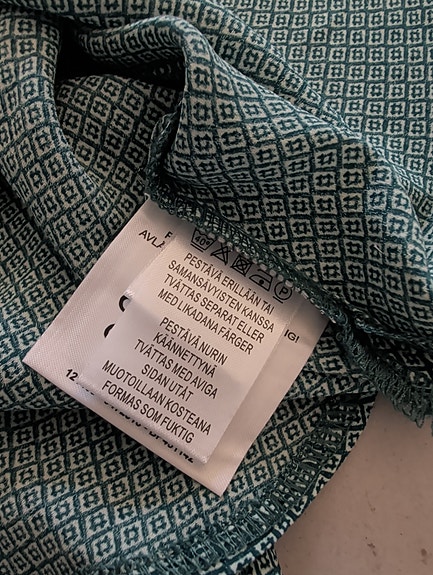 40°
P
PESTÄVÄ ERILLÄÄN TAI
SAMANSÄVYISTEN KANSSA
TVÄTTAS SEPARAT ELLER
MED LIKADANA FÄRGER
PESTÄVÄ NURIN
KÄÄNNETTYNÄ
TVÄTTAS MED AVIGA
SIDAN UTÅT
MUOTOILLAAN KOSTEANA
FORMAS SOM FUKTIG